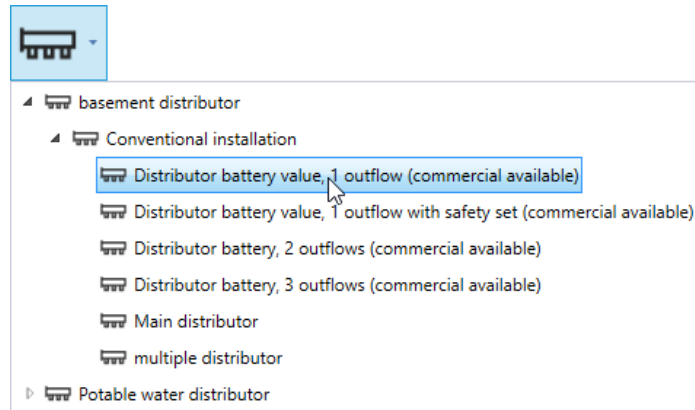 basement distributor
Conventional installation
Distributor battery value, 1 outflow (commercial available)
Distributor battery value, 1 outflow with safety set (commercial available)
Distributor battery, 2 outflows (commercial available)
Distributor battery, 3 outflows (commercial available)
Main distributor
multiple distributor
Potable water distributor